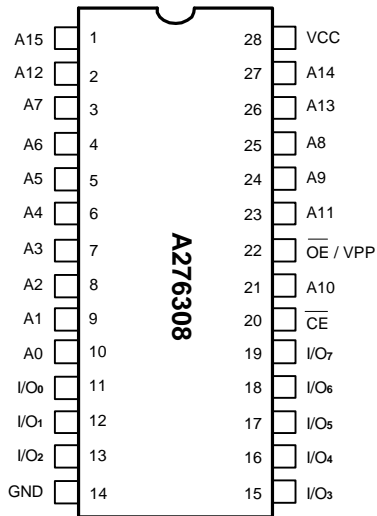 A15 1 28 VCC
A12 2 27 A14
A7 3 26 A13
A6 4 25 A8
A5 5 24 A9
A4 6 23 A11
A3 7 22 O̅E̅ / VPP
A2 8 21 A10
A1 9 20 C̅E̅
A0 10 19 I/O₇
I/O₀ 11 18 I/O₆
I/O₁ 12 17 I/O₅
I/O₂ 13 16 I/O₄
GND 14 15 I/O₃
A276308